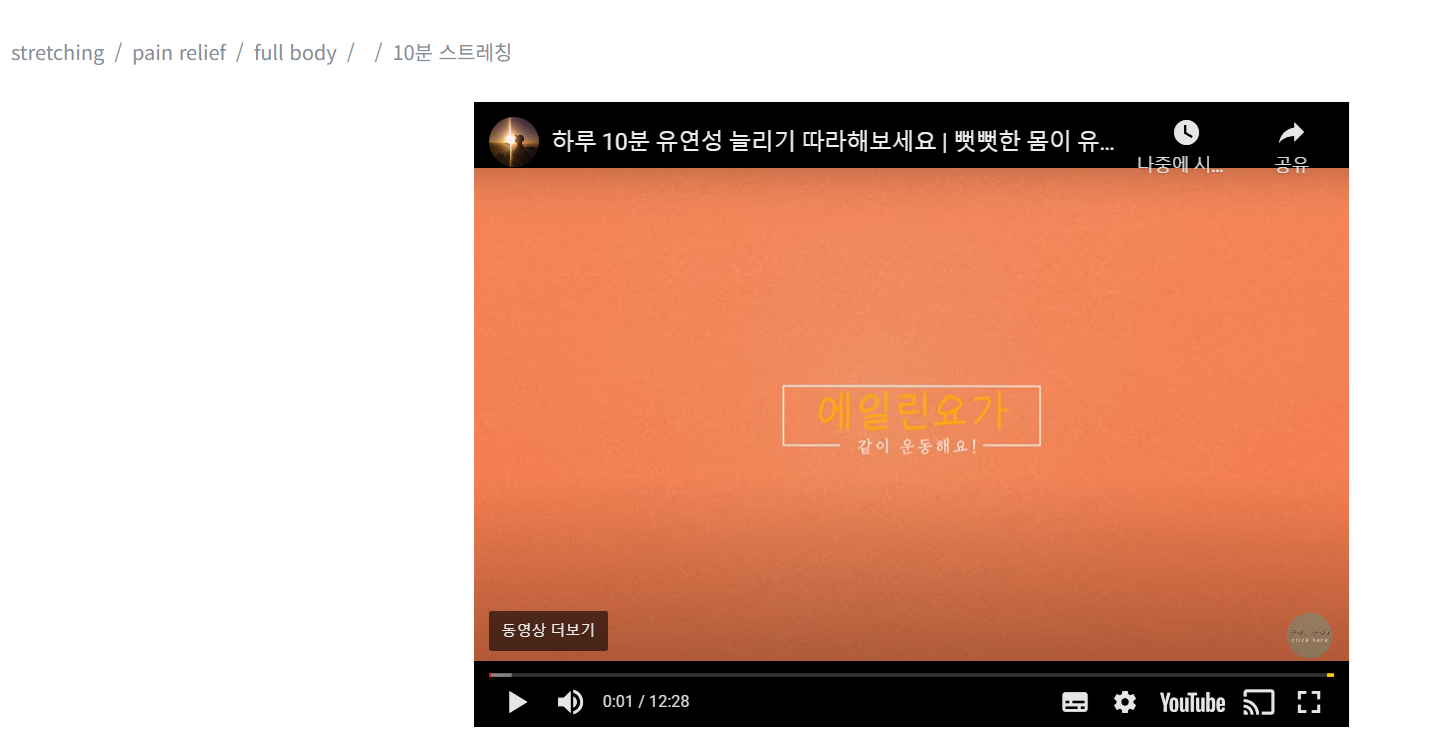 stretching / pain relief / full body / / 10분 스트레칭
하루 10분 유연성 늘리기 따라해보세요 | 뻣뻣한 몸이 유...
나중에 시...
공유
에일린요가
같이 운동해요!
동영상 더보기
click here
0:01 / 12:28
YouTube